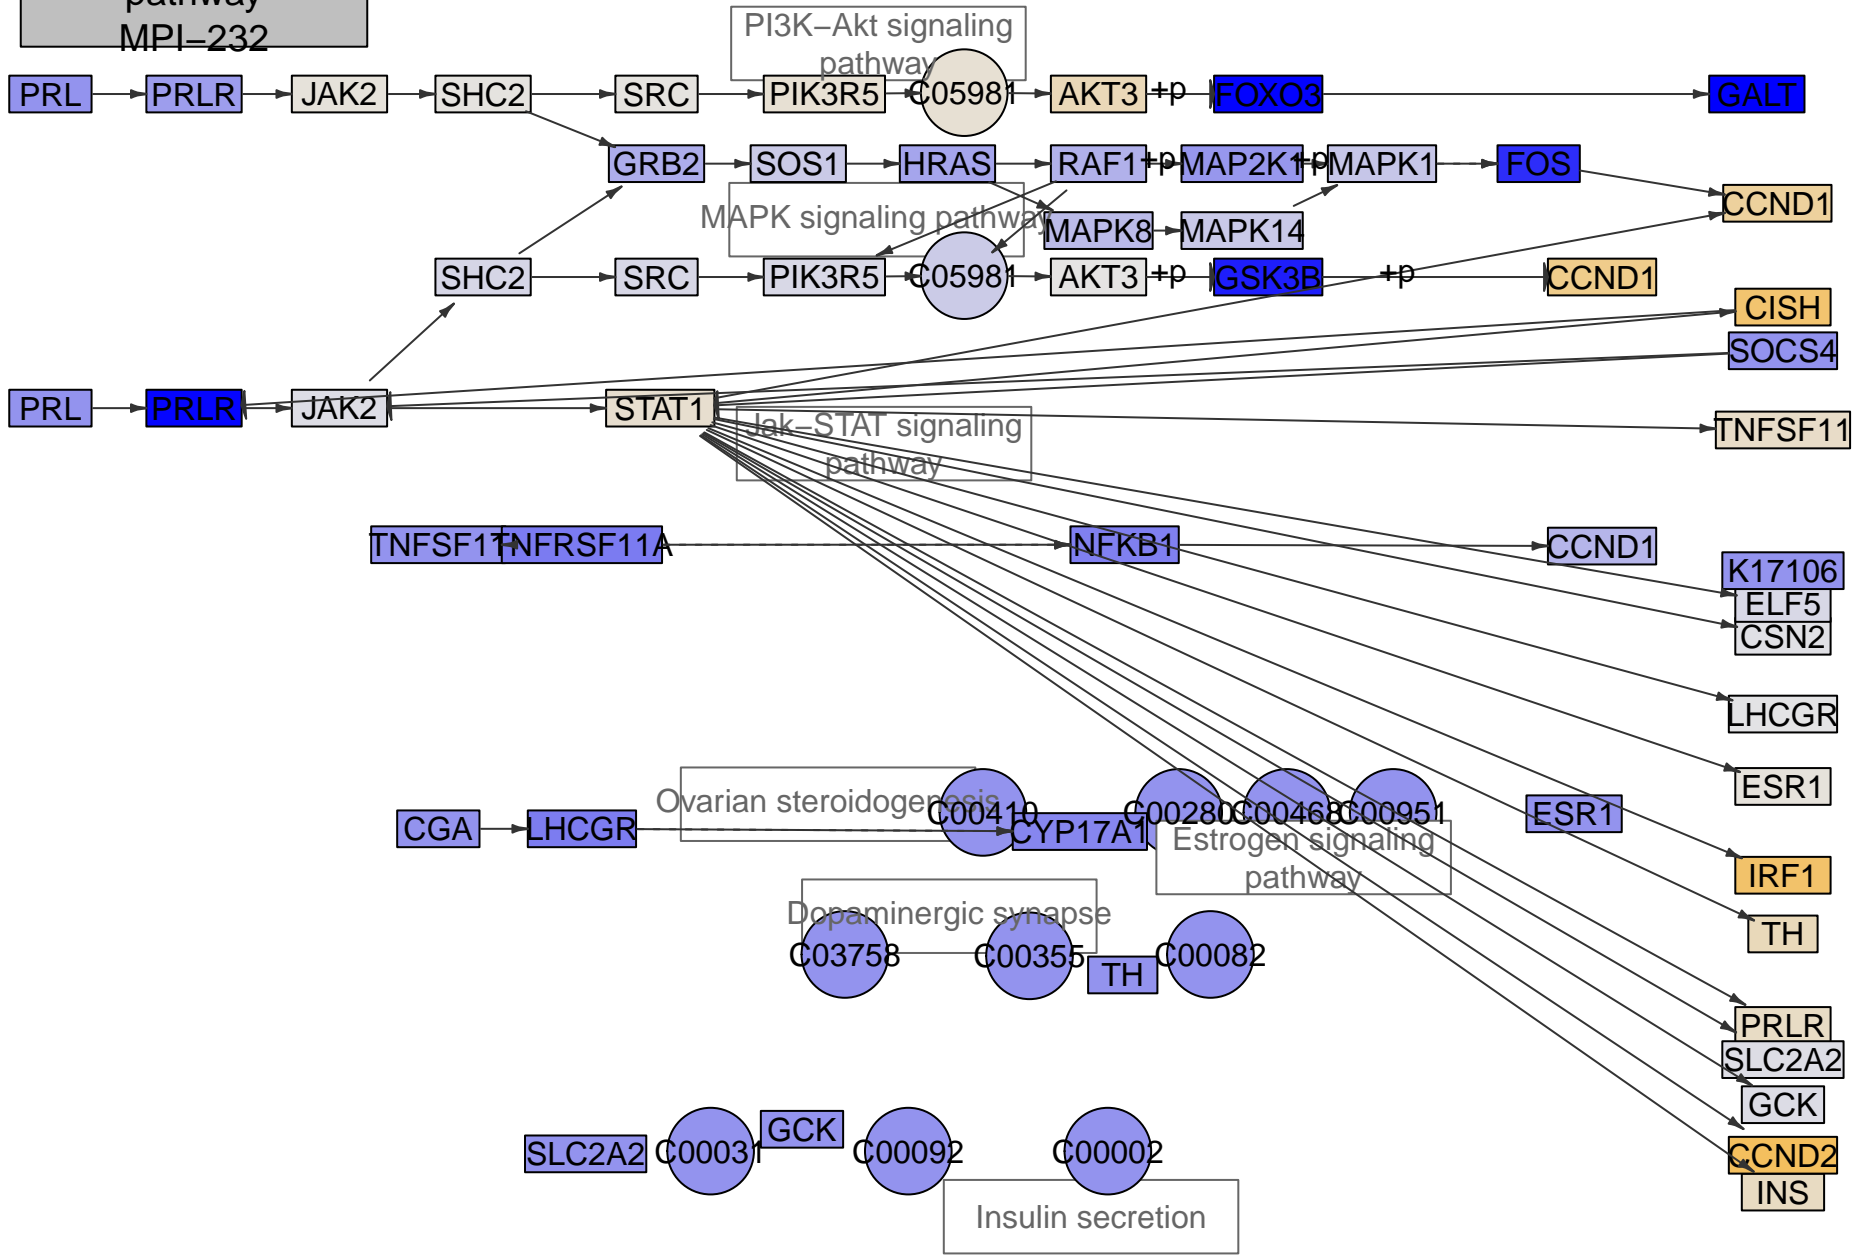 pathway
MPI−232
PI3K−Akt signaling
pathway
PRL
PRLR
JAK2
SHC2
SRC
PIK3R5
C05981
AKT3
+p
FOXO3
GALT
GRB2
SOS1
HRAS
RAF1
+p
MAP2K1
+p
MAPK1
FOS
CCND1
MAPK signaling pathway
MAPK8
MAPK14
SHC2
SRC
PIK3R5
C05981
AKT3
+p
GSK3B
+p
CCND1
CISH
SOCS4
PRL
PRLR
JAK2
STAT1
Jak−STAT signaling
pathway
TNFSF11
TNFSF11
TNFRSF11A
NFKB1
CCND1
K17106
ELF5
CSN2
LHCGR
ESR1
Ovarian steroidogenesis
C00410
C00280
C00468
C00951
ESR1
CGA
LHCGR
CYP17A1
Estrogen signaling
pathway
IRF1
Dopaminergic synapse
TH
C03758
C00355
TH
C00082
PRLR
SLC2A2
GCK
SLC2A2
C00031
GCK
C00092
C00002
CCND2
INS
Insulin secretion